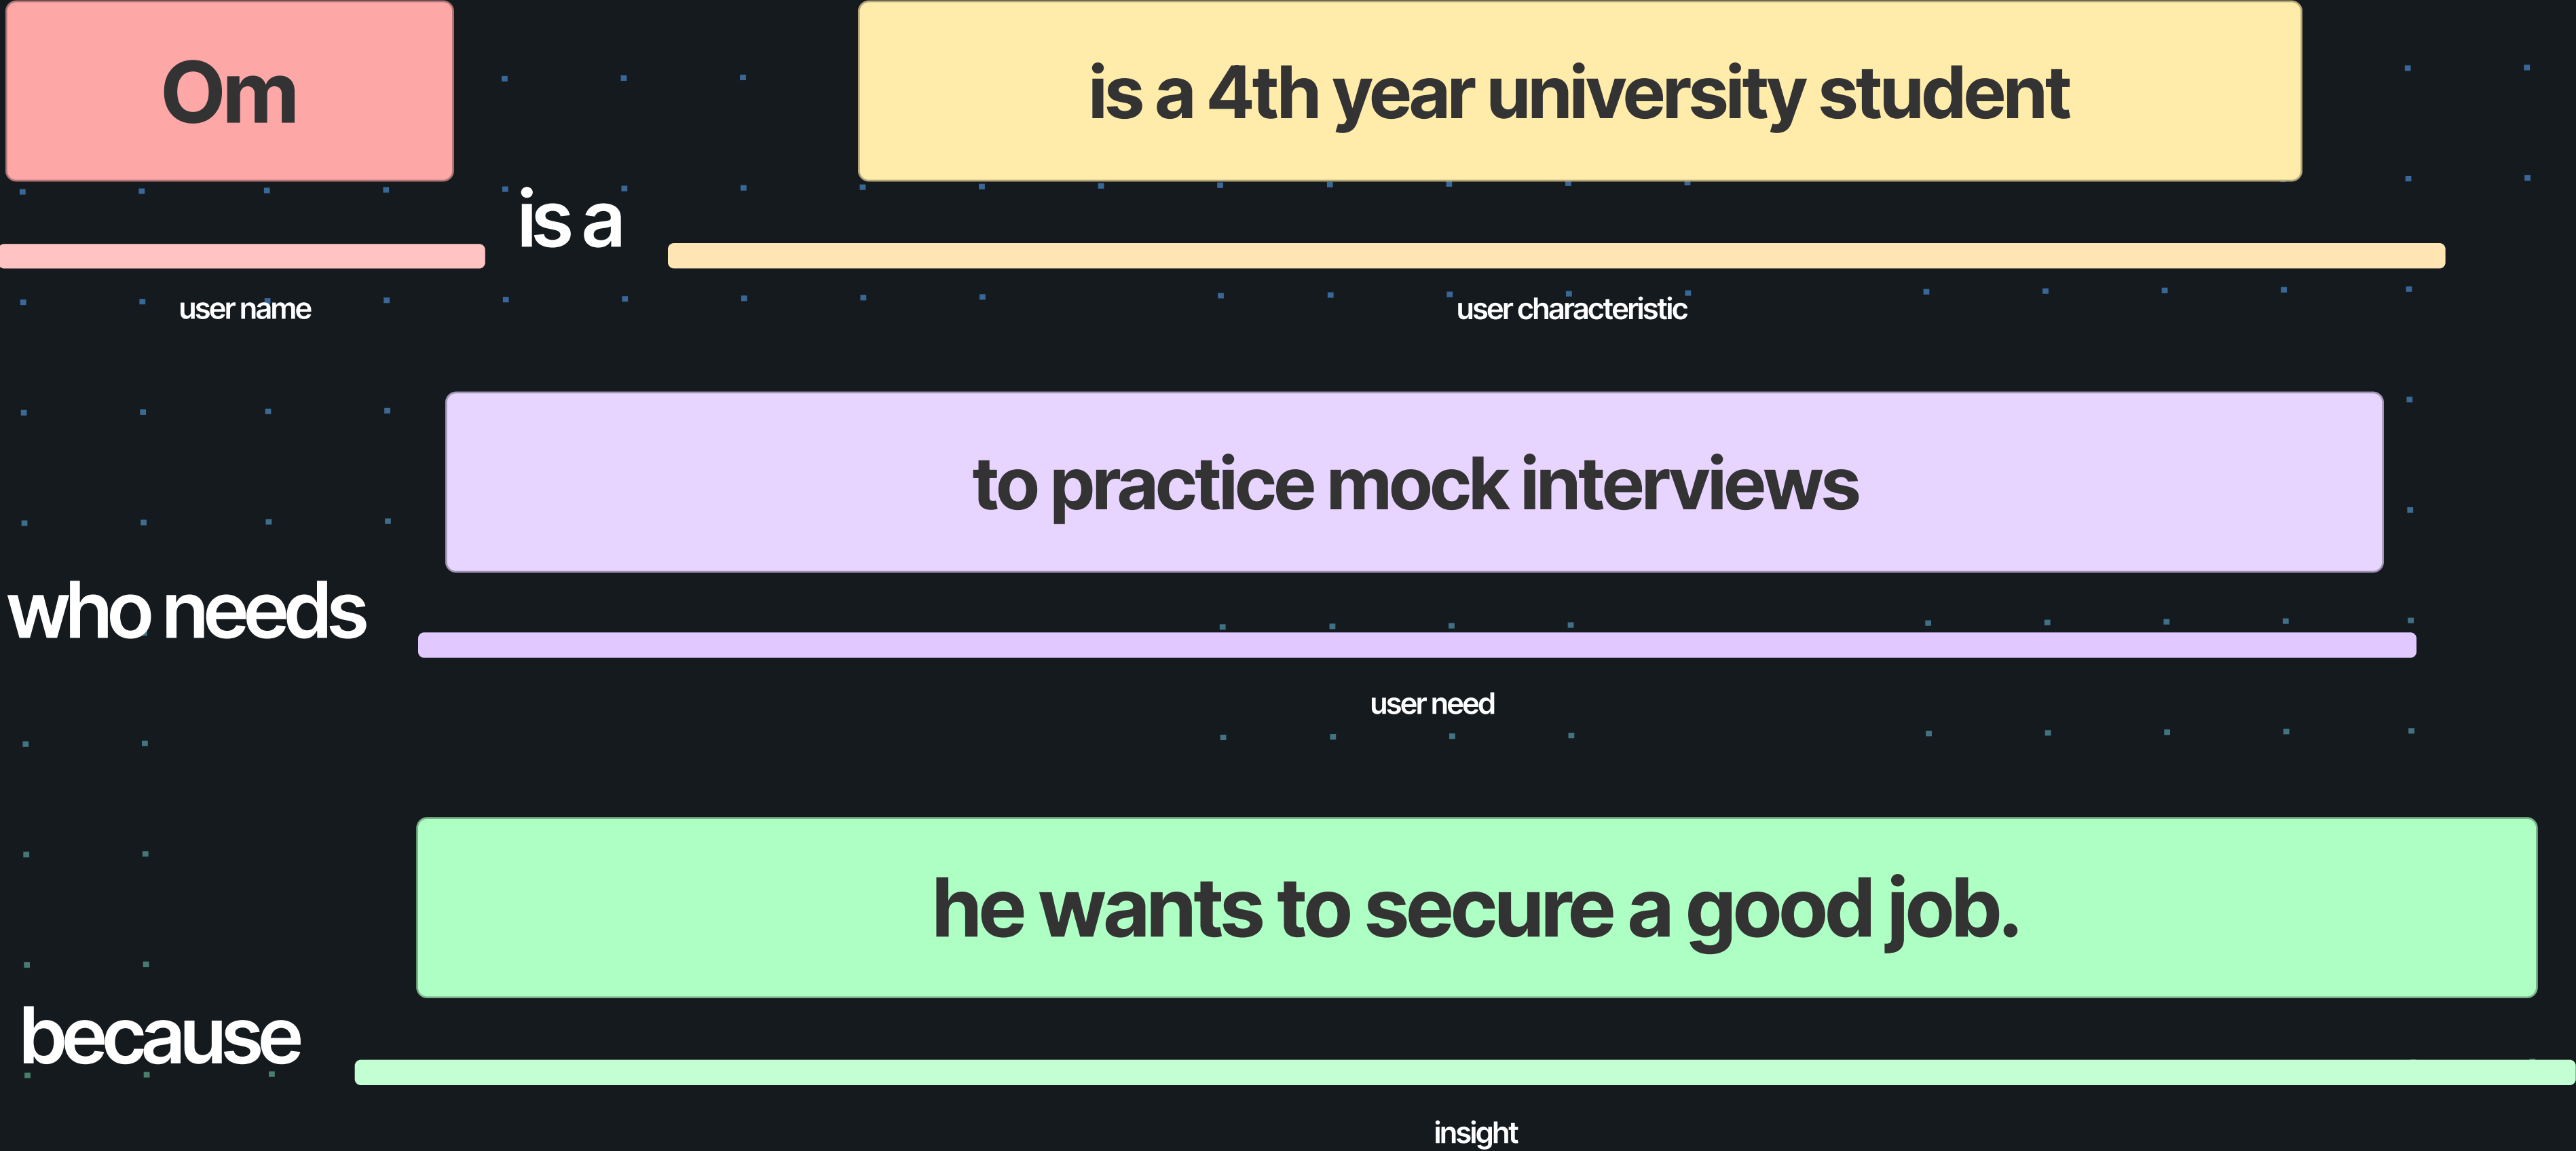 Om
is a 4th year university student
is a
user name
user characteristic
to practice mock interviews
who needs
user need
he wants to secure a good job.
because
insight